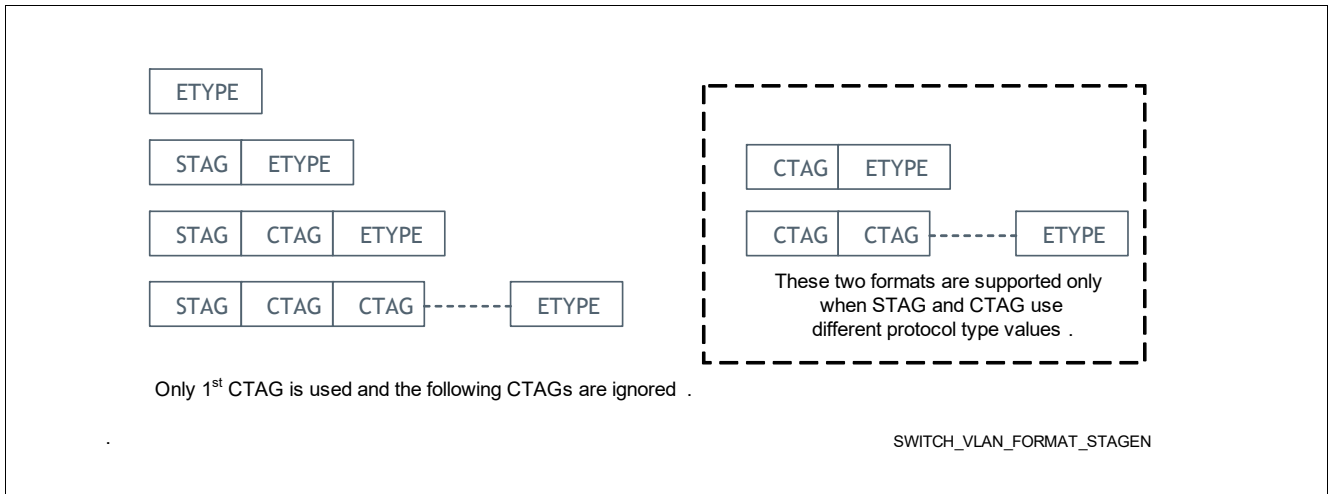 ETYPE
STAG ETYPE
STAG CTAG ETYPE
STAG CTAG CTAG ETYPE
Only 1st CTAG is used and the following CTAGs are ignored .
CTAG ETYPE
CTAG CTAG ETYPE
These two formats are supported only
when STAG and CTAG use
different protocol type values .
.
SWITCH_VLAN_FORMAT_STAGEN